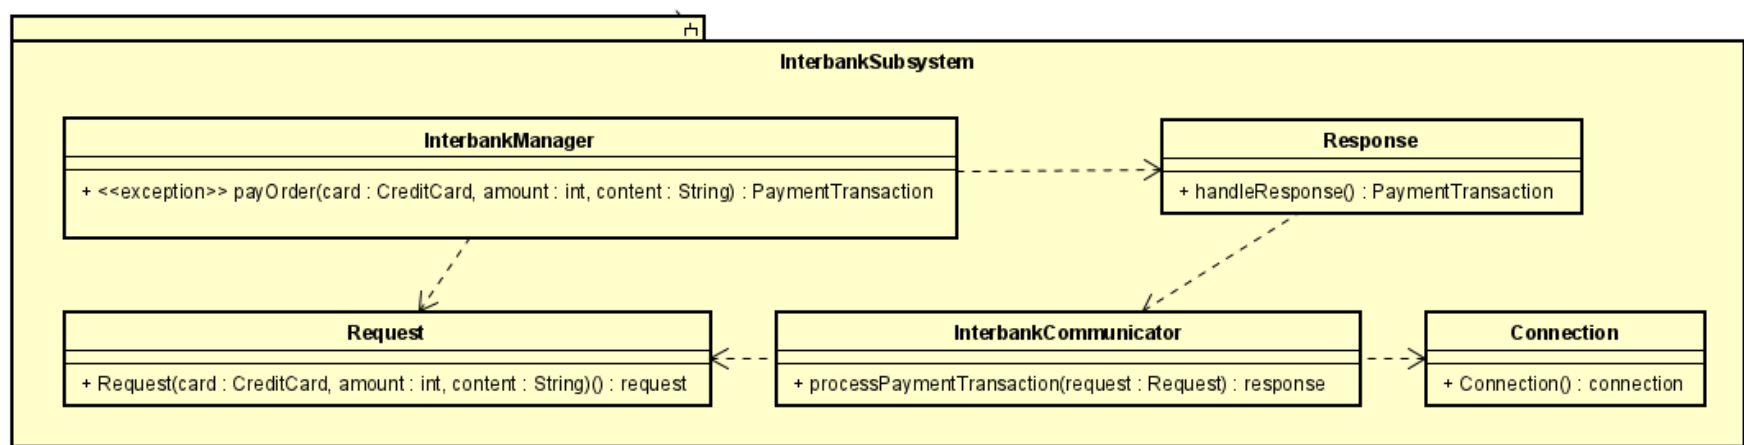 InterbankSubsystem
InterbankManager
+ <<exception>> payOrder(card : CreditCard, amount : int, content : String) : PaymentTransaction
Response
+ handleResponse() : PaymentTransaction
Request
+ Request(card : CreditCard, amount : int, content : String)() : request
InterbankCommunicator
+ processPaymentTransaction(request : Request) : response
Connection
+ Connection() : connection